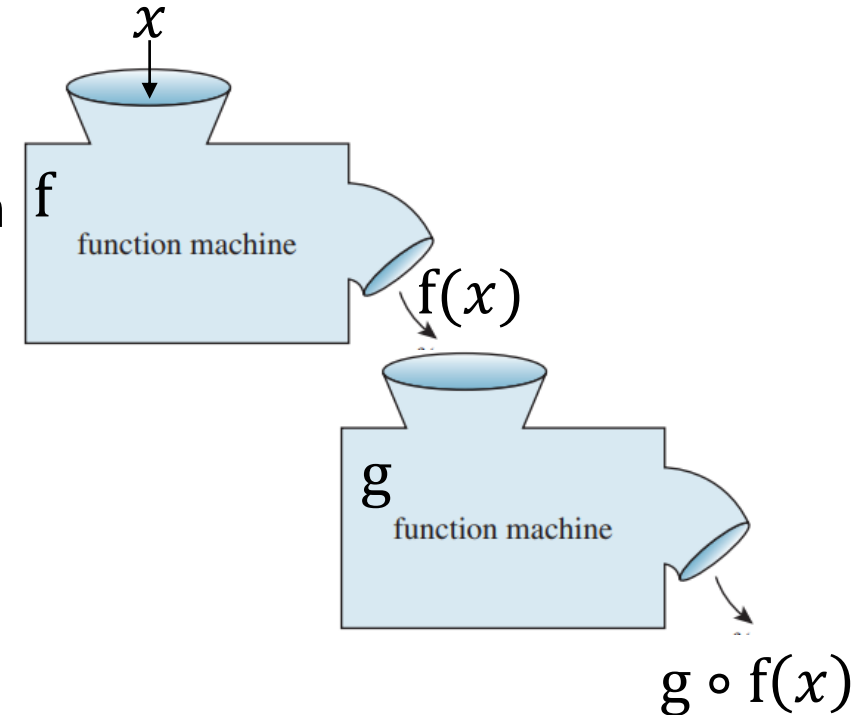 x
f
function machine
f(x)
g
function machine
g ∘ f(x)